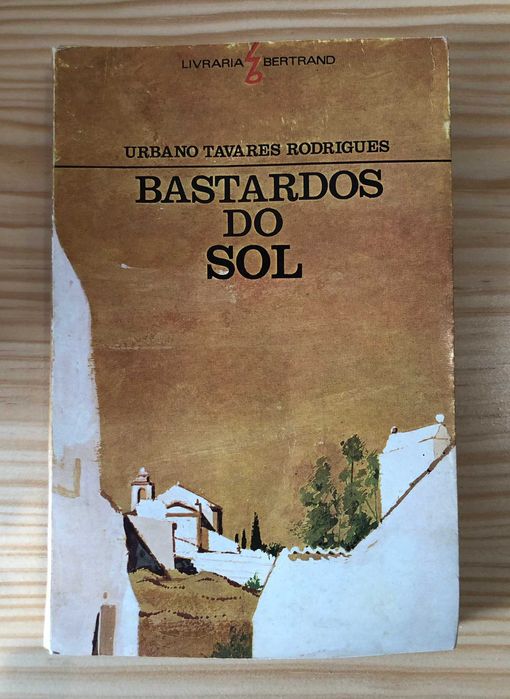 LIVRARIA BERTRAND
URBANO TAVARES RODRIGUES
BASTARDOS
DO
SOL